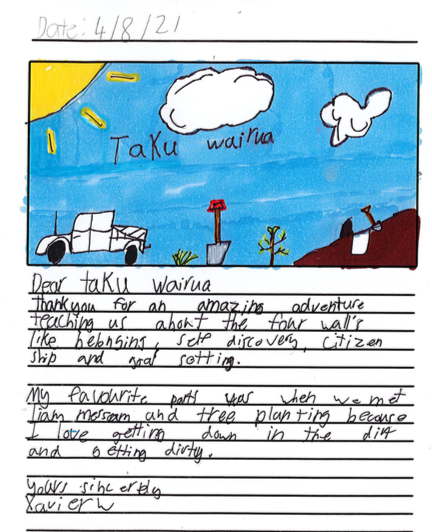 Date: 4/8/21
Taku wairua
Dear taku wairua
thankyou for an amazing adventure
teaching us about the four wall's
like belonging, self discovery, citizen
ship and goal setting.
My favourite parts was when we met
liam messam and tree planting because
I love getting down in the dirt
and getting dirty.
yours sincerely
Xavier W